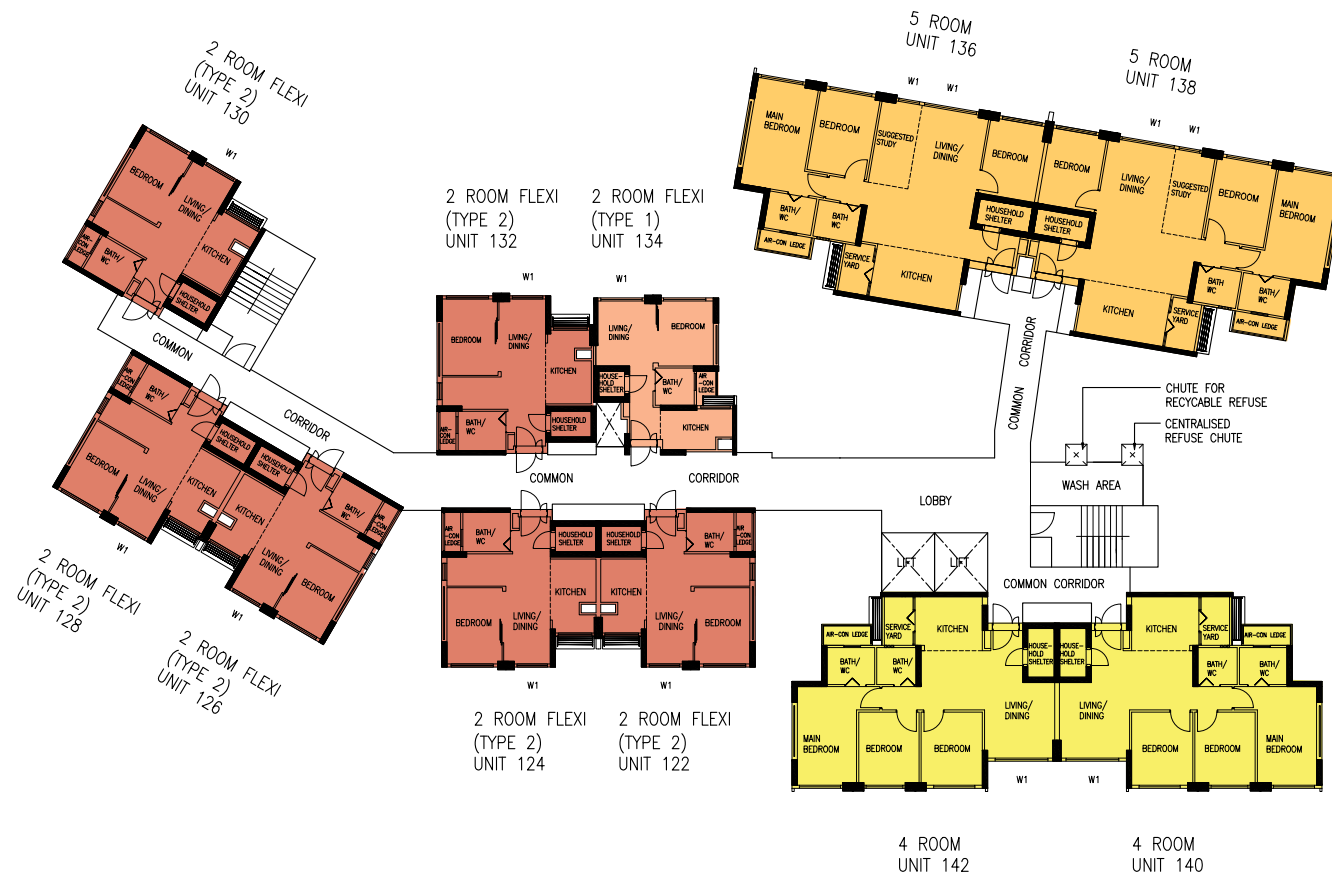 5 ROOM
UNIT 136
5 ROOM
UNIT 138
2 ROOM FLEXI
(TYPE 2)
UNIT 130
W1
W1
W1
W1
W1
MAIN
BEDROOM
BEDROOM
SUGGESTED
STUDY
LIVING/
DINING
BEDROOM
BEDROOM
LIVING/
DINING
SUGGESTED
STUDY
BEDROOM
MAIN
BEDROOM
BATH/
WC
BATH
WC
AIR-CON LEDGE
HOUSEHOLD
SHELTER
HOUSEHOLD
SHELTER
SERVICE
YARD
KITCHEN
KITCHEN
SERVICE
YARD
BATH
WC
BATH/
WC
AIR-CON LEDGE
BEDROOM
LIVING/
DINING
KITCHEN
AIR-
CON
LEDGE
BATH/
WC
HOUSEHOLD
SHELTER
2 ROOM FLEXI
(TYPE 2)
UNIT 132
2 ROOM FLEXI
(TYPE 1)
UNIT 134
W1
W1
BEDROOM
LIVING/
DINING
KITCHEN
AIR-
CON
LEDGE
BATH/
WC
HOUSEHOLD
SHELTER
LIVING/
DINING
BEDROOM
HOUSE-
HOLD
SHELTER
BATH/
WC
AIR
-CON
LEDGE
KITCHEN
COMMON
CORRIDOR
COMMON
CORRIDOR
COMMON
CORRIDOR
CHUTE FOR
RECYCABLE REFUSE
CENTRALISED
REFUSE CHUTE
WASH AREA
LOBBY
LIFT
LIFT
COMMON CORRIDOR
AIR
-CON
LEDGE
BATH/
WC
HOUSEHOLD
SHELTER
BEDROOM
LIVING/
DINING
KITCHEN
W1
HOUSEHOLD
SHELTER
KITCHEN
LIVING/
DINING
BATH/
WC
AIR
-CON
LEDGE
BEDROOM
W1
2 ROOM FLEXI
(TYPE 2)
UNIT 128
2 ROOM FLEXI
(TYPE 2)
UNIT 126
AIR
-CON
LEDGE
BATH/
WC
HOUSEHOLD
SHELTER
HOUSEHOLD
SHELTER
BATH/
WC
AIR
-CON
LEDGE
BEDROOM
LIVING/
DINING
KITCHEN
KITCHEN
LIVING/
DINING
BEDROOM
W1
W1
2 ROOM FLEXI
(TYPE 2)
UNIT 124
2 ROOM FLEXI
(TYPE 2)
UNIT 122
AIR-CON LEDGE
SERVICE
YARD
KITCHEN
HOUSE-
HOLD
SHELTER
HOUSE-
HOLD
SHELTER
KITCHEN
SERVICE
YARD
AIR-CON LEDGE
BATH/
WC
BATH/
WC
BATH/
WC
BATH/
WC
MAIN
BEDROOM
BEDROOM
BEDROOM
LIVING/
DINING
LIVING/
DINING
BEDROOM
BEDROOM
MAIN
BEDROOM
W1
W1
4 ROOM
UNIT 142
4 ROOM
UNIT 140